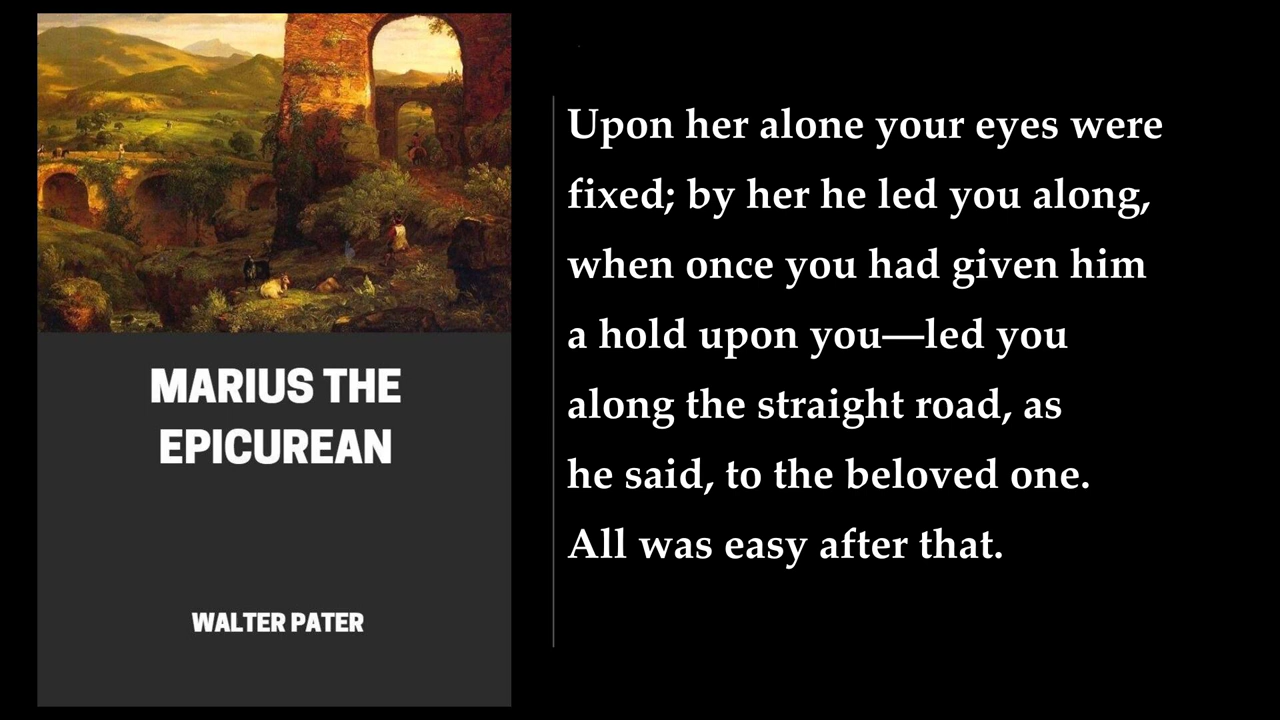 MARIUS THE
EPICUREAN
WALTER PATER
Upon her alone your eyes were
fixed; by her he led you along,
when once you had given him
a hold upon you—led you
along the straight road, as
he said, to the beloved one.
All was easy after that.